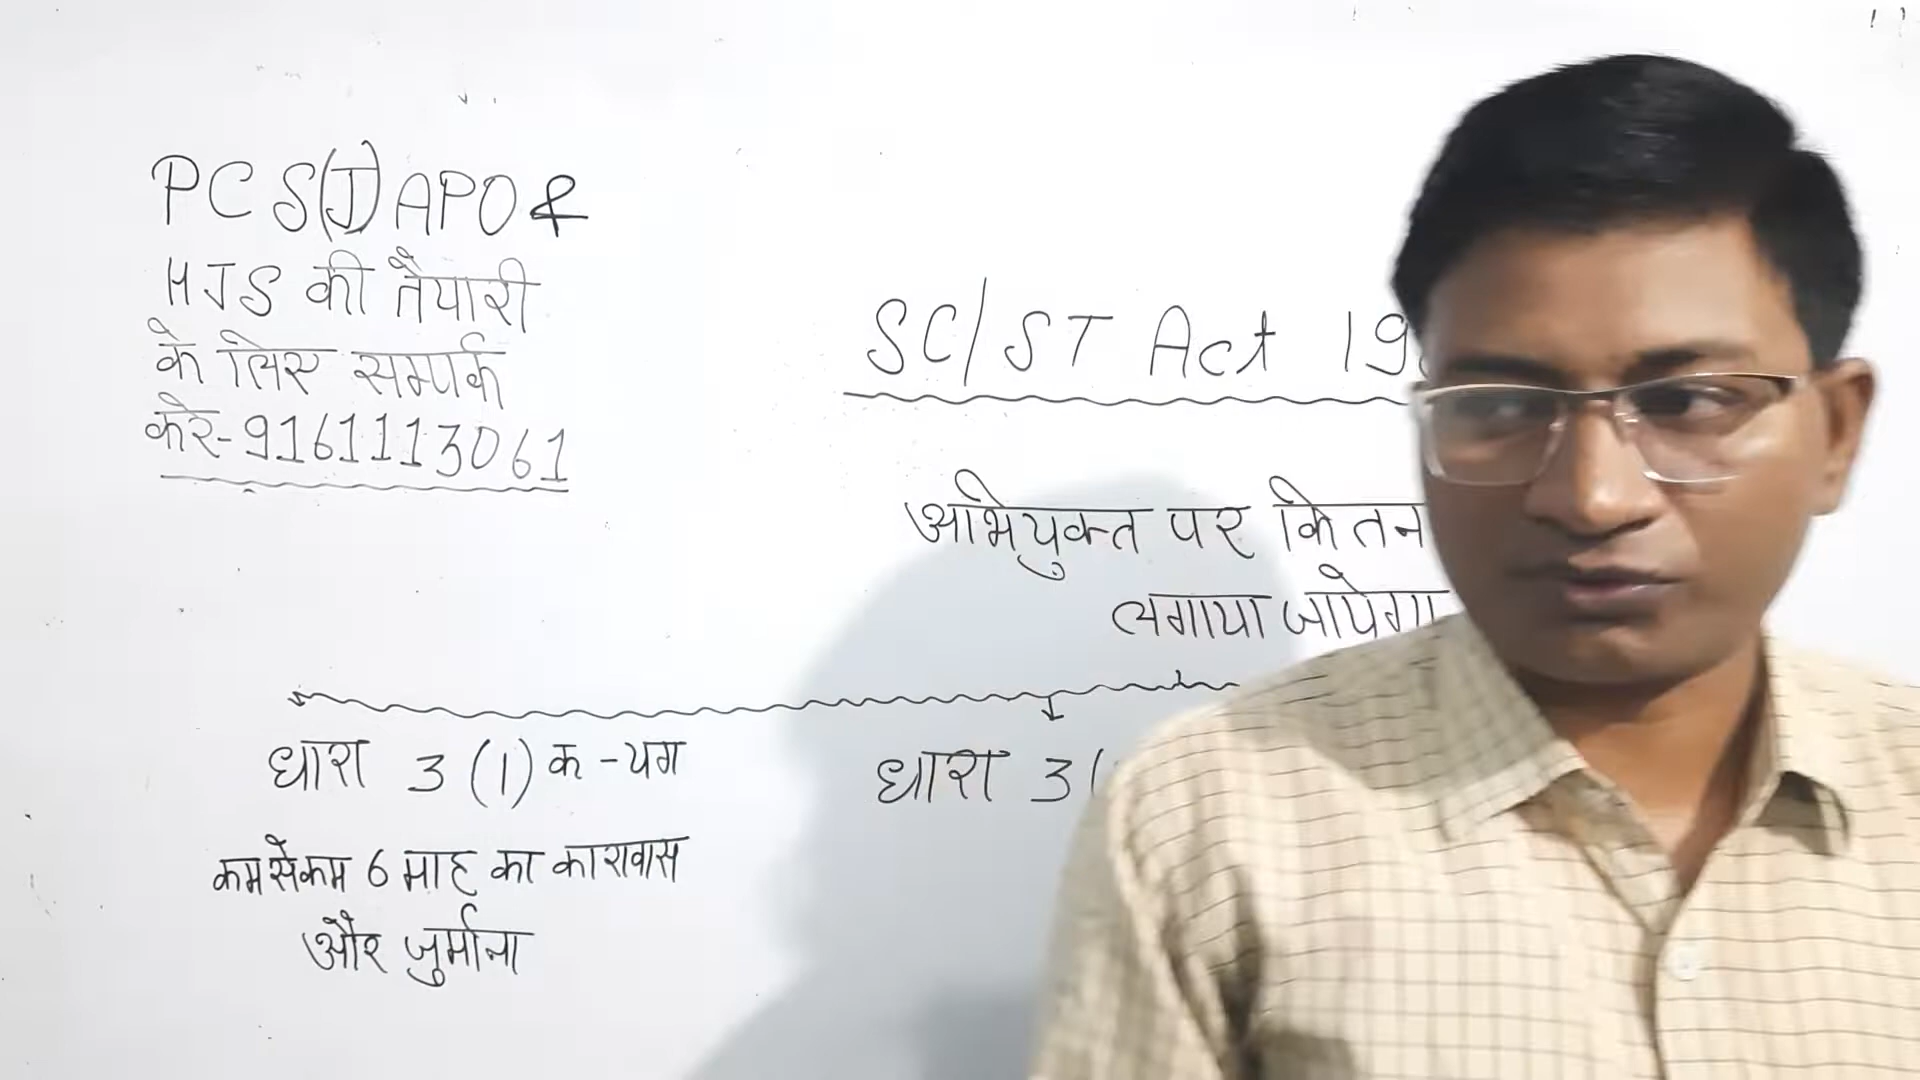 PCS(J) APO &
HJS की तैयारी
के लिए सम्पर्क
करे-9161113061
SC/ST Act 19
अभियुक्त पर कितन
लगाया जायेगा
धारा 3 (1) क -यग
कम से कम 6 माह का कारावास
और जुर्माना
धारा 3(